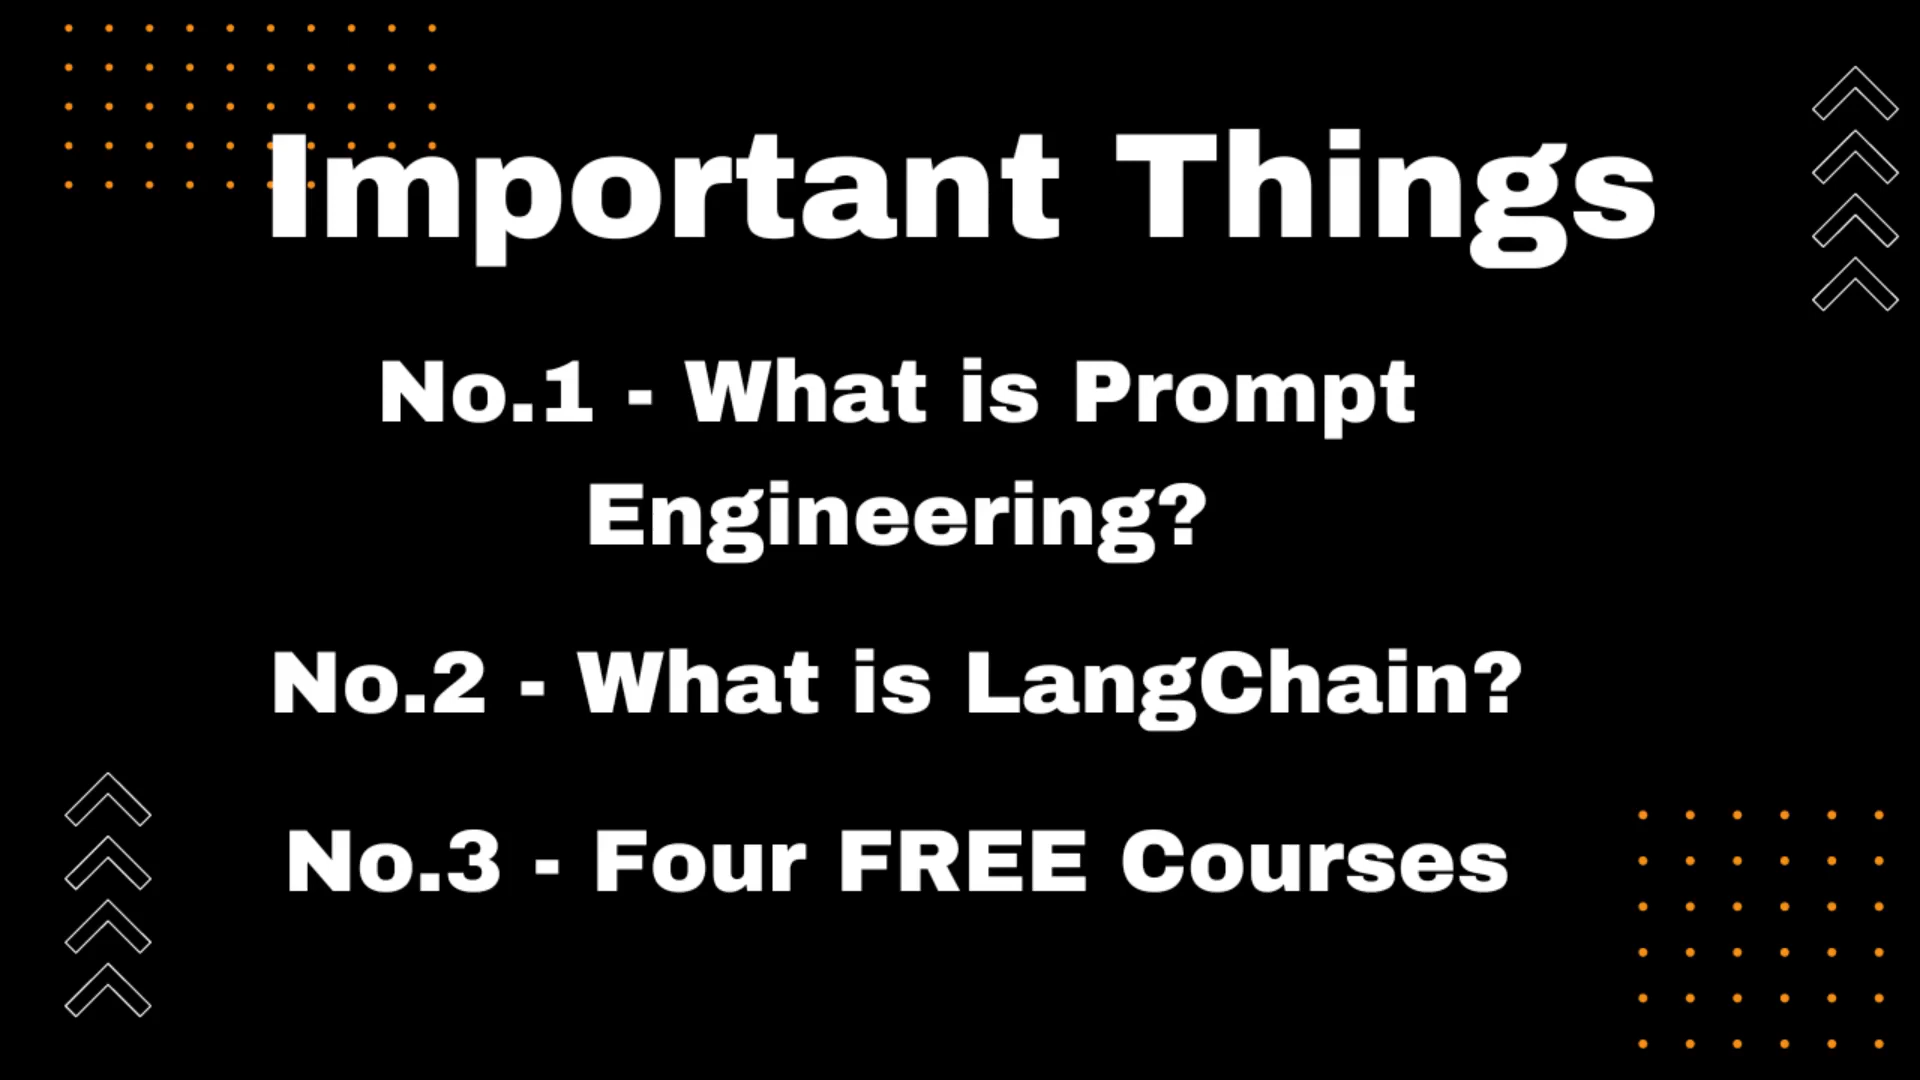 Important Things
No.1 - What is Prompt
Engineering?
No.2 - What is LangChain?
No.3 - Four FREE Courses